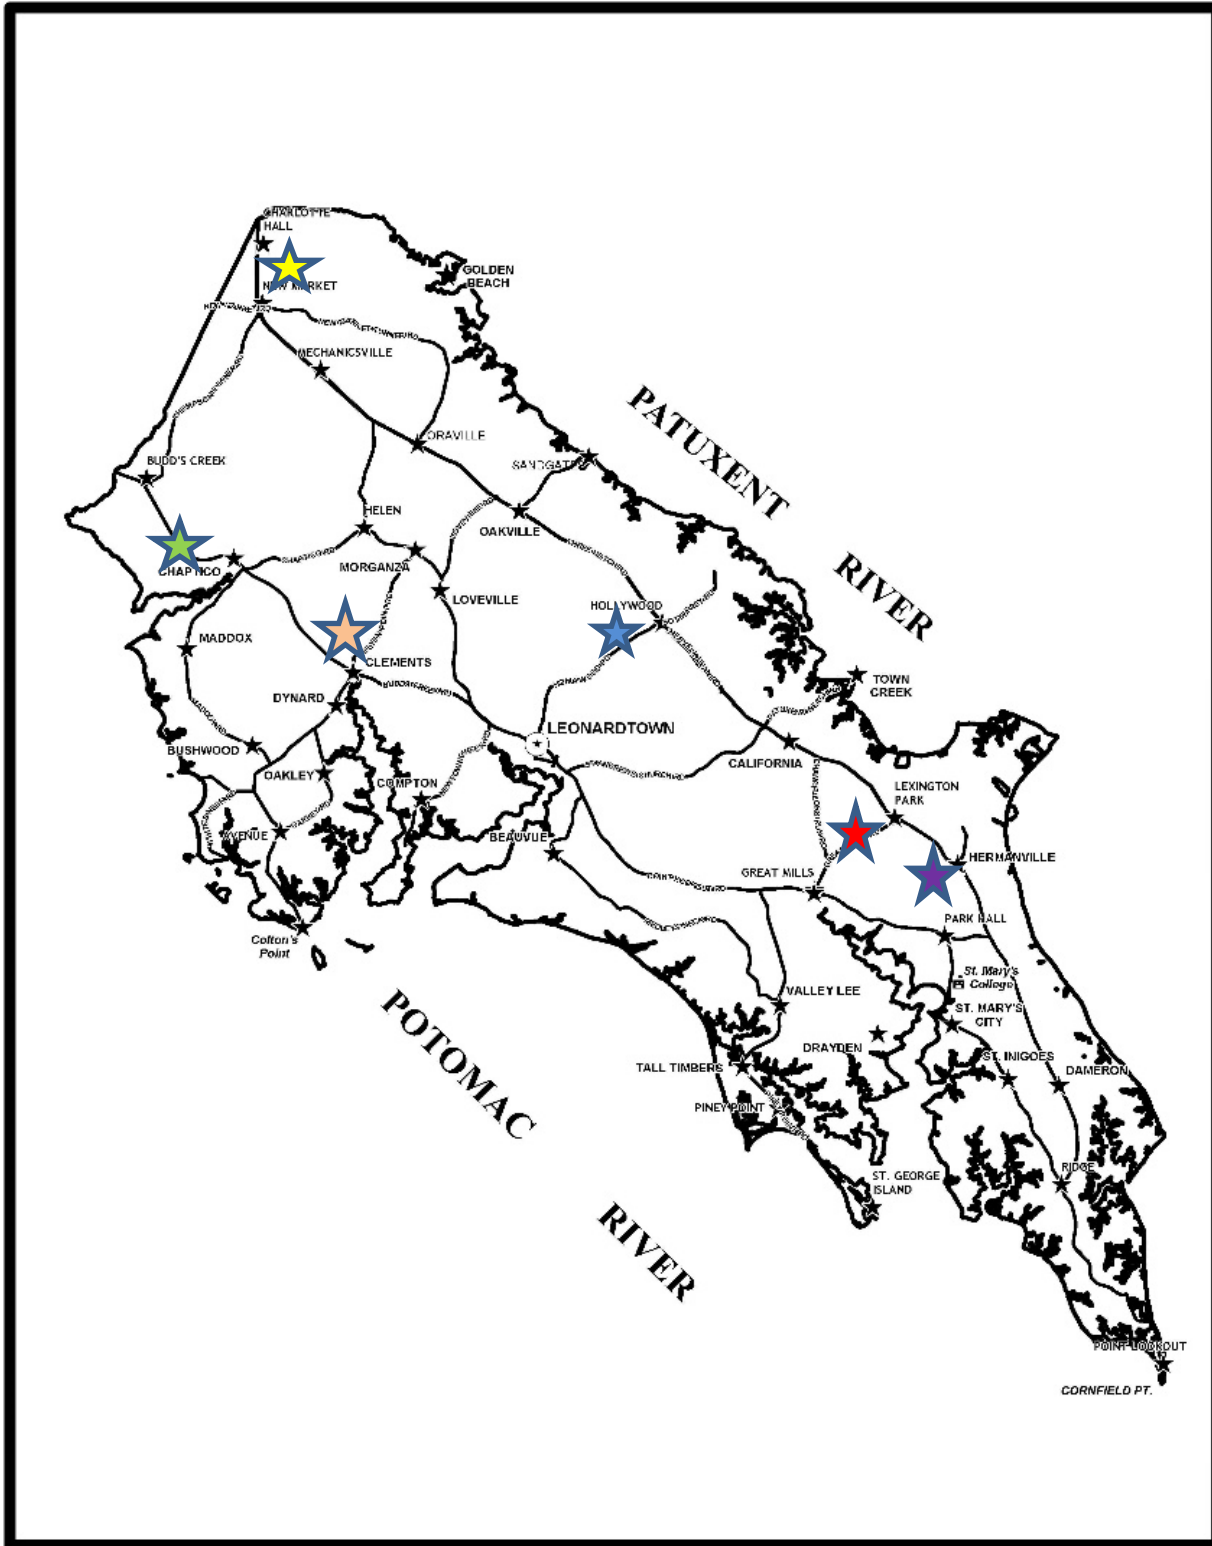 CHARLOTTE
HALL
GOLDEN
BEACH
NEW MARKET
MECHANICSVILLE
PATUXENT
ORAVILLE
BUDD'S CREEK
SANDGATE
HELEN
OAKVILLE
RIVER
MORGANZA
CHAPTICO
LOVEVILLE
HOLLYWOOD
MADDOX
CLEMENTS
TOWN
CREEK
DYNARD
LEONARDTOWN
BUSHWOOD
CALIFORNIA
OAKLEY
COMPTON
LEXINGTON
PARK
AVENUE
BEAUVUE
HERMANVILLE
GREAT MILLS
PARK HALL
Colton's
Point
St. Mary's
College
POTOMAC
VALLEY LEE
ST. MARY'S
CITY
DRAYDEN
ST. INIGOES
TALL TIMBERS
DAMERON
PINEY POINT
RIDGE
ST. GEORGE
ISLAND
RIVER
POINT LOOKOUT
CORNFIELD PT.